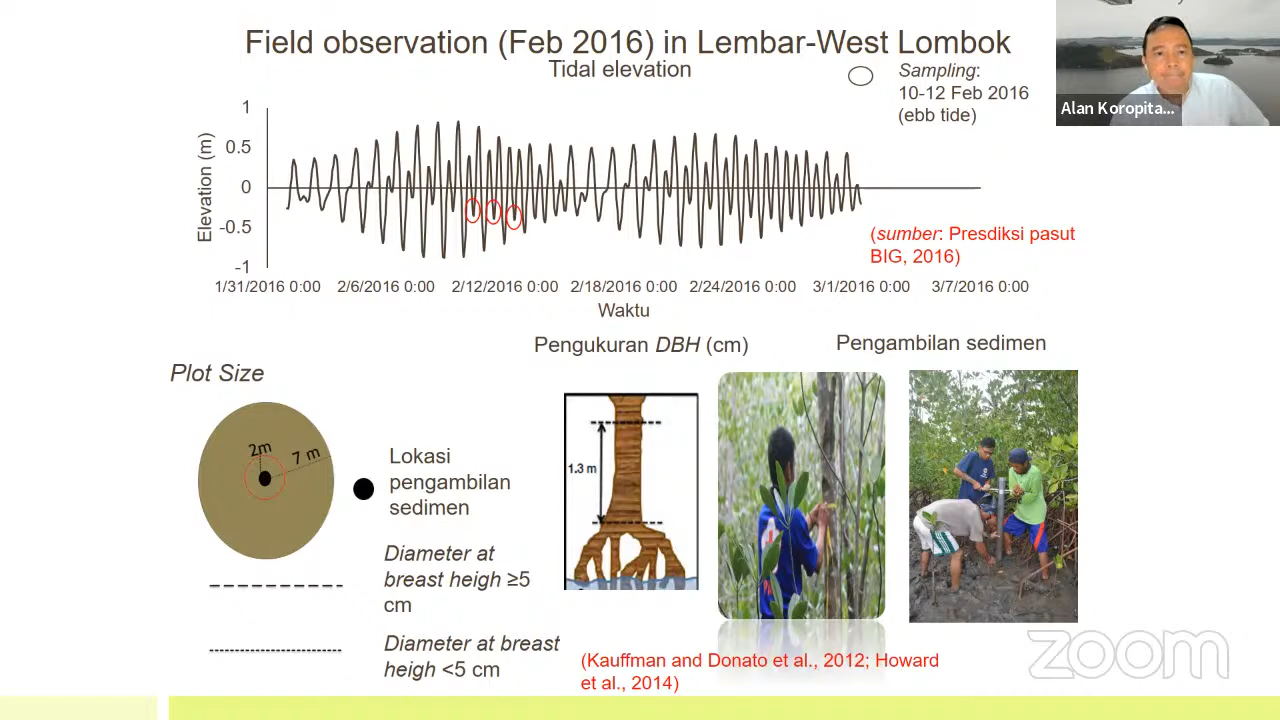 Field observation (Feb 2016) in Lembar-West Lombok
Tidal elevation
Sampling:
10-12 Feb 2016
(ebb tide)
Alan Koropita...
Elevation (m)
1
0.5
0
-0.5
-1
1/31/2016 0:00 2/6/2016 0:00 2/12/2016 0:00 2/18/2016 0:00 2/24/2016 0:00 3/1/2016 0:00 3/7/2016 0:00
Waktu
(sumber: Presdiksi pasut
BIG, 2016)
Plot Size
2m
7 m
Lokasi
pengambilan
sedimen
Diameter at
breast heigh ≥5
cm
Diameter at breast
heigh <5 cm
Pengukuran DBH (cm)
1.3 m
Pengambilan sedimen
(Kauffman and Donato et al., 2012; Howard
et al., 2014)
zoom